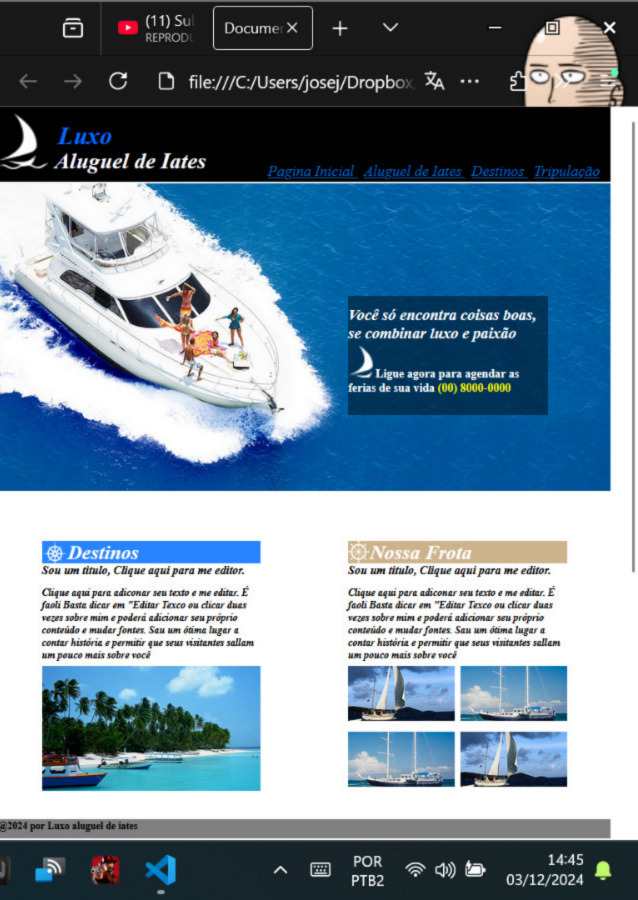 (11) Sul
REPRODU
Docume
file:///C:/Users/josej/Dropbox
Luxo
Aluguel de Iates
Pagina Inicial Aluguel de Iates Destinos Tripulação
Você só encontra coisas boas,
se combinar luxo e paixão
Ligue agora para agendar as
ferias de sua vida (00) 8000-0000
Destinos
Sou um titulo, Clique aqui para me editor.
Clique aqui para adiconar seu texto e me editar. É
faoli Basta dicar em "Editar Texco ou clicar duas
vezes sobre mim e poderá adicionar seu próprio
conteúdo e mudar fontes. Sau um ótima lugar a
contar história e permitir que seus visitantes sallam
um pouco mais sobre você
Nossa Frota
Sou um titulo, Clique aqui para me editor.
Clique aqui para adiconar seu texto e me editar. É
faoli Basta dicar em "Editar Texco ou clicar duas
vezes sobre mim e poderá adicionar seu próprio
conteúdo e mudar fontes. Sau um ótima lugar a
contar história e permitir que seus visitantes sallam
um pouco mais sobre você
@2024 por Luxo aluguel de iates
POR
PTB2
14:45
03/12/2024